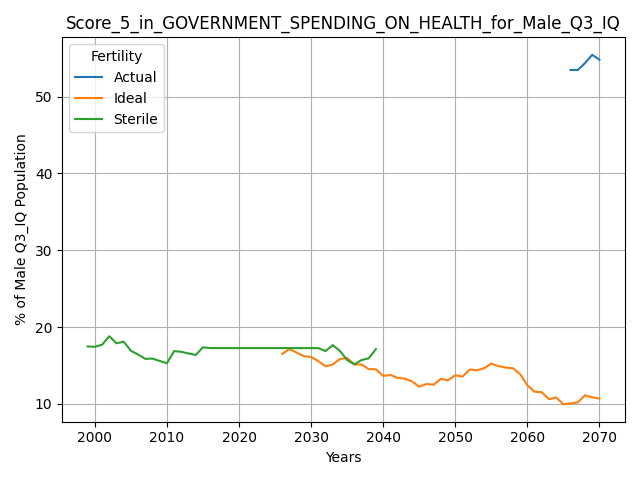 Score_5_in_GOVERNMENT_SPENDING_ON_HEALTH_for_Male_Q3_IQ
Fertility
Actual
Ideal
Sterile
% of Male Q3_IQ Population
50
40
30
20
10
2000 2010 2020 2030 2040 2050 2060 2070
Years